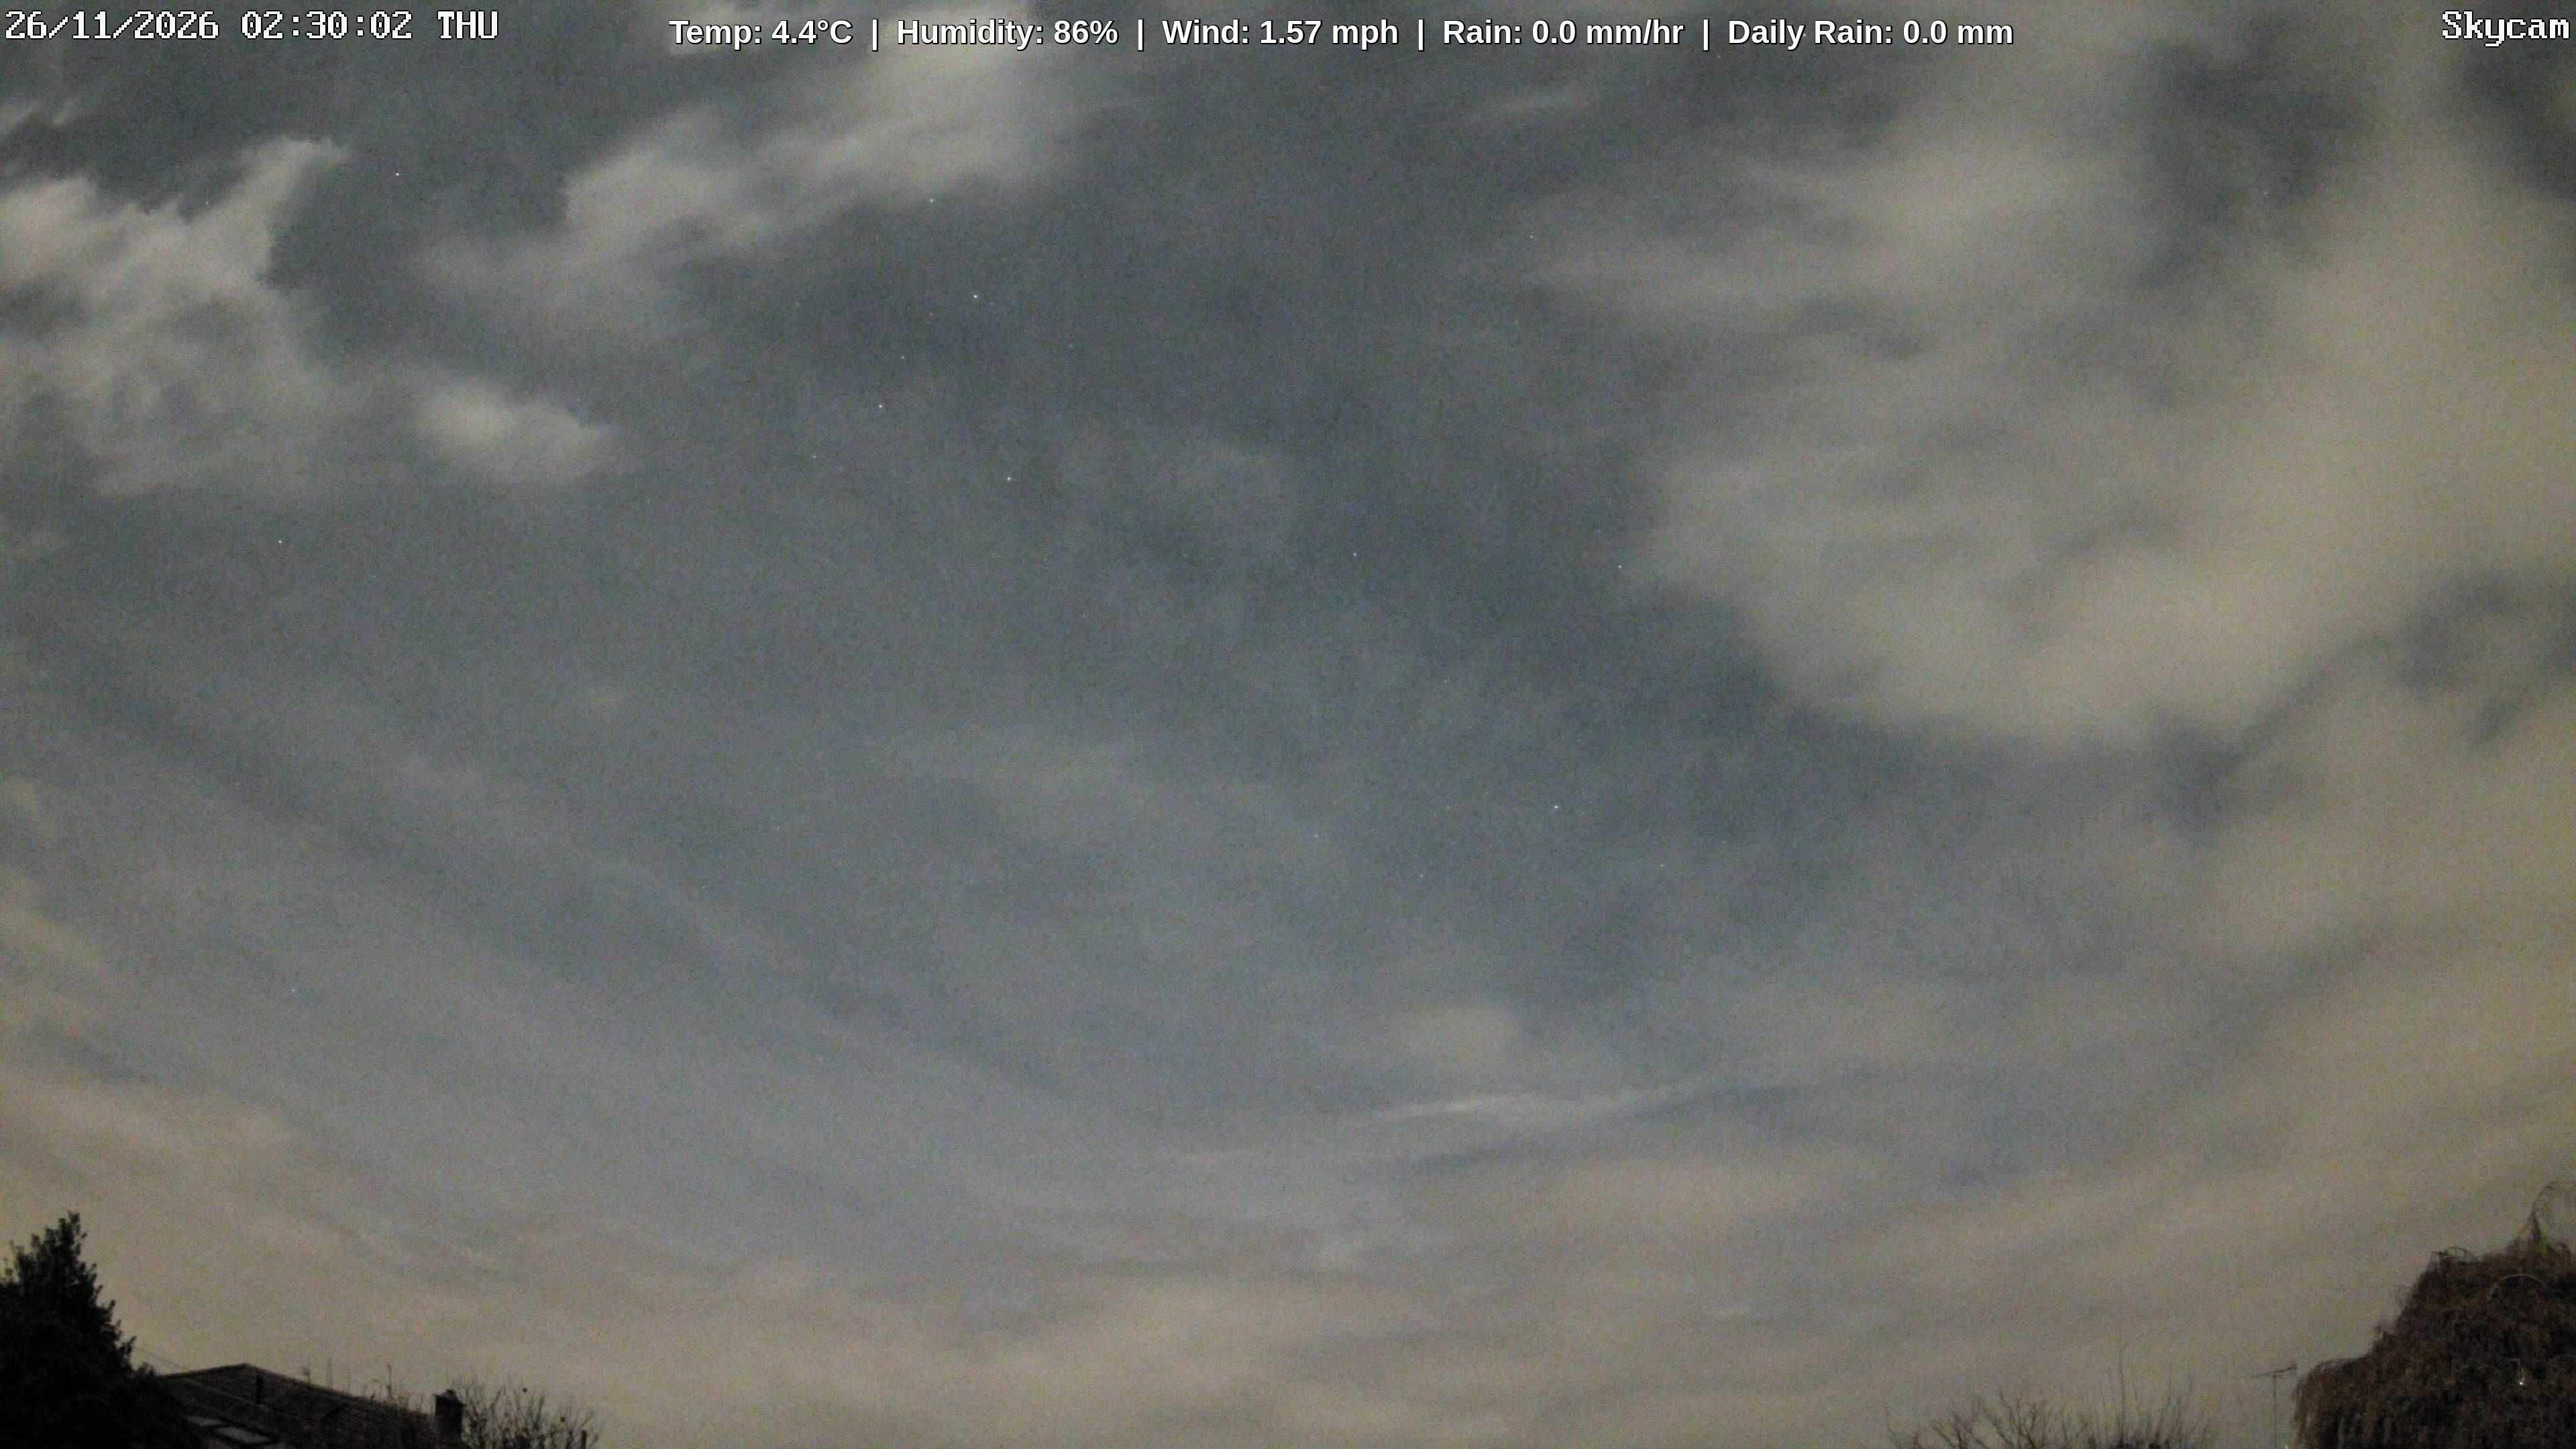 26/11/2026 02:30:02 THU
Temp: 4.4°C | Humidity: 86% | Wind: 1.57 mph | Rain: 0.0 mm/hr | Daily Rain: 0.0 mm
Skycam